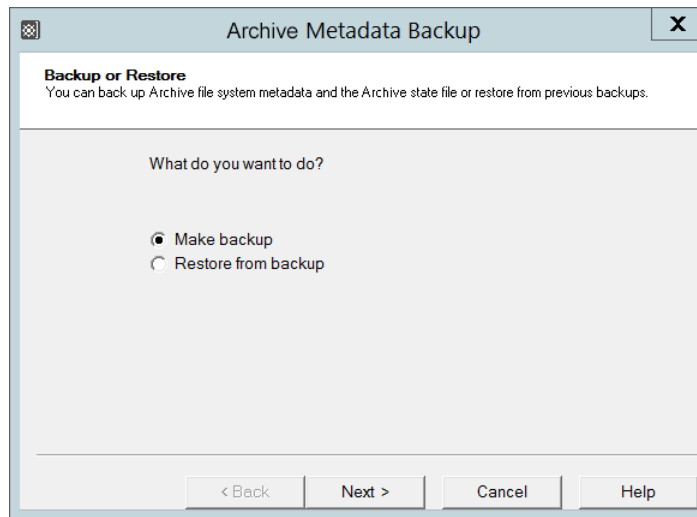 Archive Metadata Backup
X
Backup or Restore
You can back up Archive file system metadata and the Archive state file or restore from previous backups.
What do you want to do?
Make backup
Restore from backup
< Back Next > Cancel Help